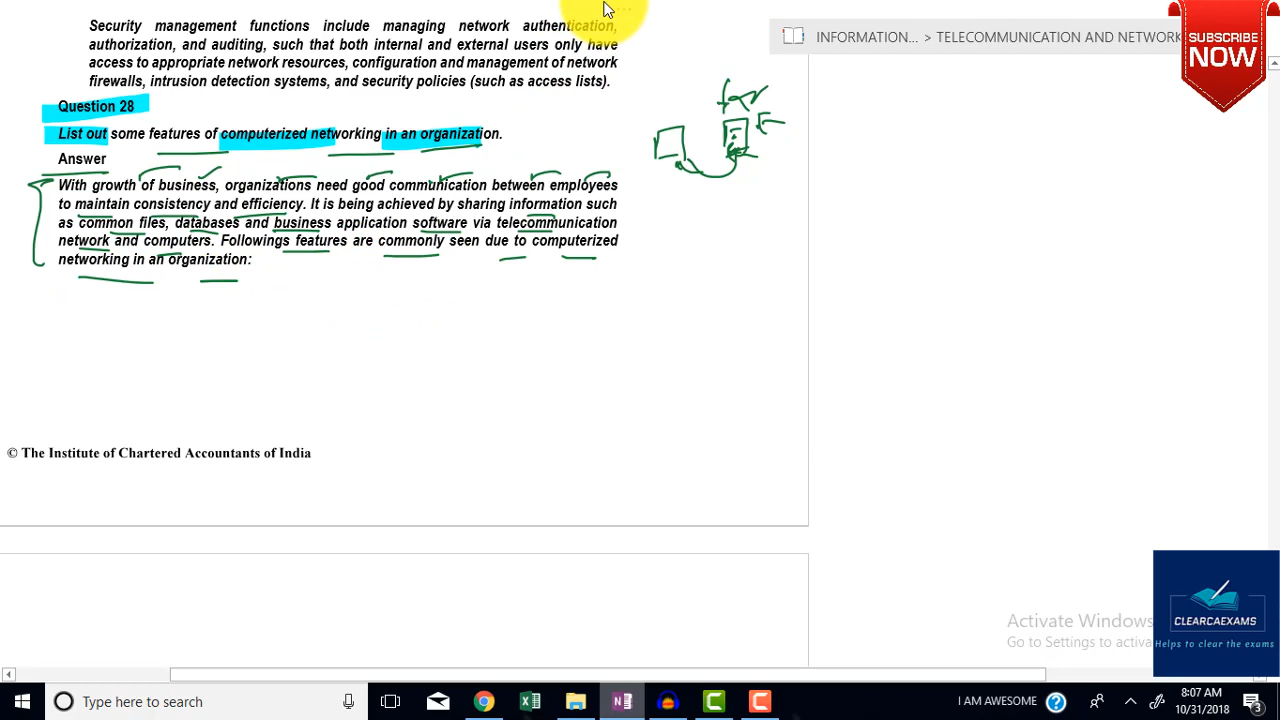 Security management functions include managing network authentication,
authorization, and auditing, such that both internal and external users only have
access to appropriate network resources, configuration and management of network
firewalls, intrusion detection systems, and security policies (such as access lists).
INFORMATION... > TELECOMMUNICATION AND NETWORK
SUBSCRIBE
NOW
Question 28
List out some features of computerized networking in an organization.
Answer
With growth of business, organizations need good communication between employees
to maintain consistency and efficiency. It is being achieved by sharing information such
as common files, databases and business application software via telecommunication
network and computers. Followings features are commonly seen due to computerized
networking in an organization:
© The Institute of Chartered Accountants of India
Activate Windows
Go to Settings to activa
CLEARCAEXAMS
Helps to clear the exams
Type here to search
I AM AWESOME
8:07 AM
10/31/2018
3